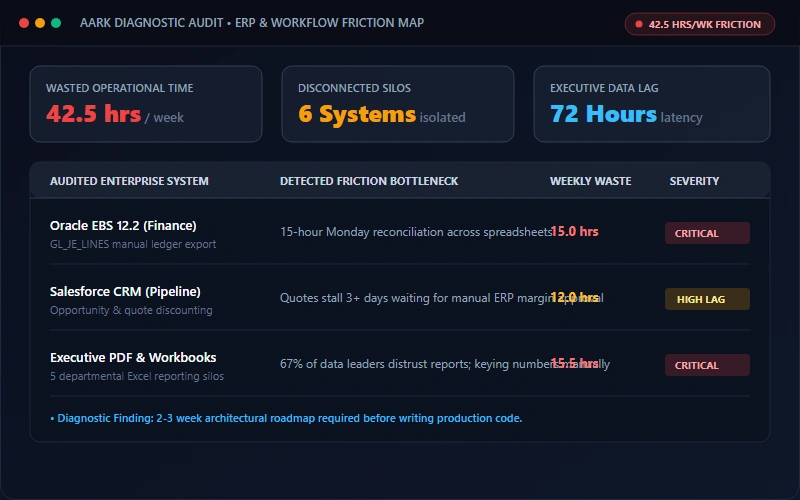 AARK DIAGNOSTIC AUDIT • ERP & WORKFLOW FRICTION MAP
42.5 HRS/WK FRICTION
WASTED OPERATIONAL TIME
42.5 hrs / week
DISCONNECTED SILOS
6 Systems isolated
EXECUTIVE DATA LAG
72 Hours latency
AUDITED ENTERPRISE SYSTEM DETECTED FRICTION BOTTLENECK WEEKLY WASTE SEVERITY
Oracle EBS 12.2 (Finance)
GL_JE_LINES manual ledger export
15-hour Monday reconciliation across spreadsheets
15.0 hrs
CRITICAL
Salesforce CRM (Pipeline)
Opportunity & quote discounting
Quotes stall 3+ days waiting for manual ERP margin approval
12.0 hrs
HIGH LAG
Executive PDF & Workbooks
5 departmental Excel reporting silos
67% of data leaders distrust reports; keying numbers manually
15.5 hrs
CRITICAL
• Diagnostic Finding: 2-3 week architectural roadmap required before writing production code.